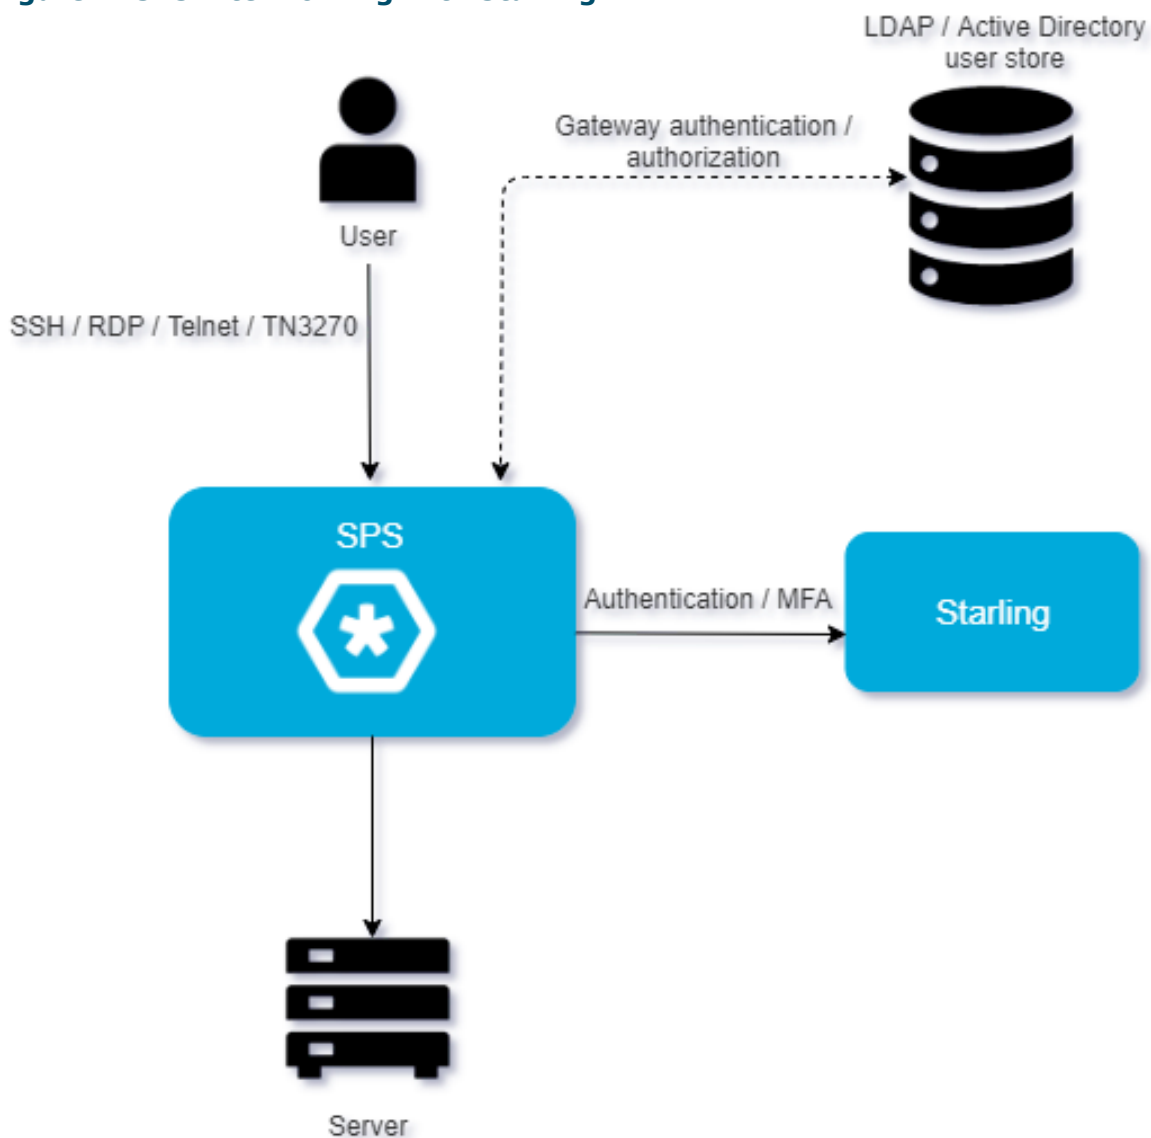 LDAP / Active Directory
user store
Gateway authentication /
authorization
User
SSH / RDP / Telnet / TN3270
SPS
Authentication / MFA
Starling
Server